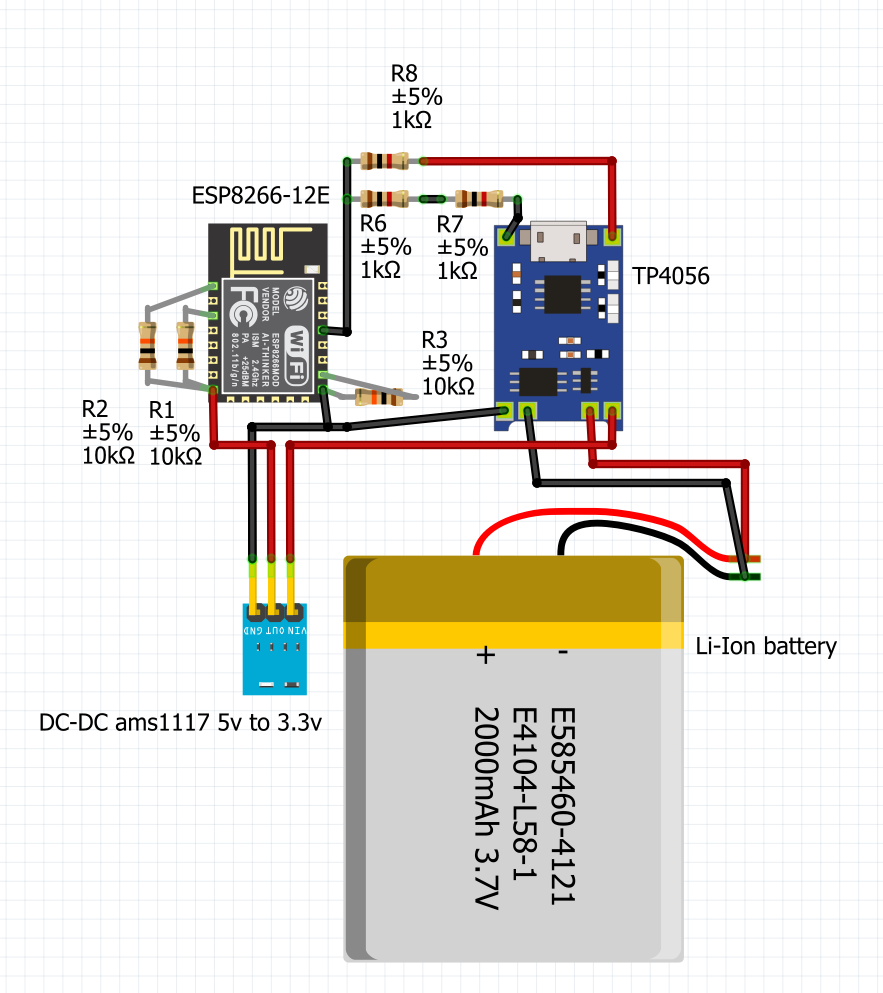 R8
±5%
1kΩ
ESP8266-12E
R6
±5%
1kΩ
R7
±5%
1kΩ
TP4056
MODEL
VENDOR
ESP8266MOD
AI-THINKER
ISM 2.4Ghz
PA +25dBM
802.11b/g/n
FC
WiFi
R3
±5%
10kΩ
R2
±5%
10kΩ
R1
±5%
10kΩ
GND
OUT
VIN
DC-DC ams1117 5v to 3.3v
Li-Ion battery
+
-
E585460-4121
E4104-L58-1
2000mAh 3.7V